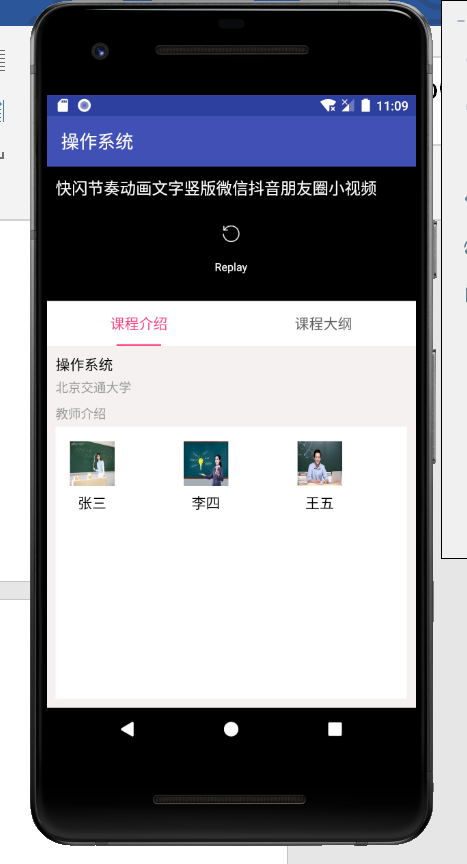 11:09
操作系统
快闪节奏动画文字竖版微信抖音朋友圈小视频
Replay
课程介绍 课程大纲
操作系统
北京交通大学
教师介绍
张三 李四 王五